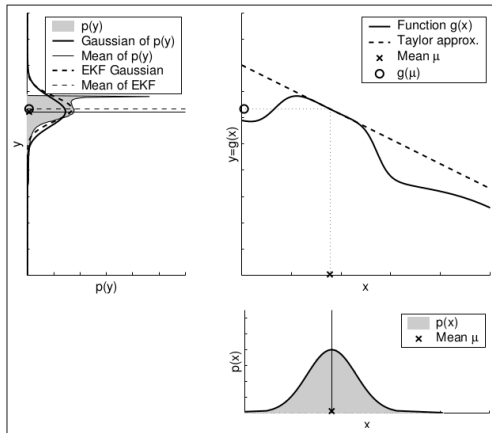 p(y)
Gaussian of p(y)
Mean of p(y)
EKF Gaussian
Mean of EKF
y
p(y)
Function g(x)
Taylor approx.
Mean μ
g(μ)
y=g(x)
x
p(x)
Mean μ
p(x)
x